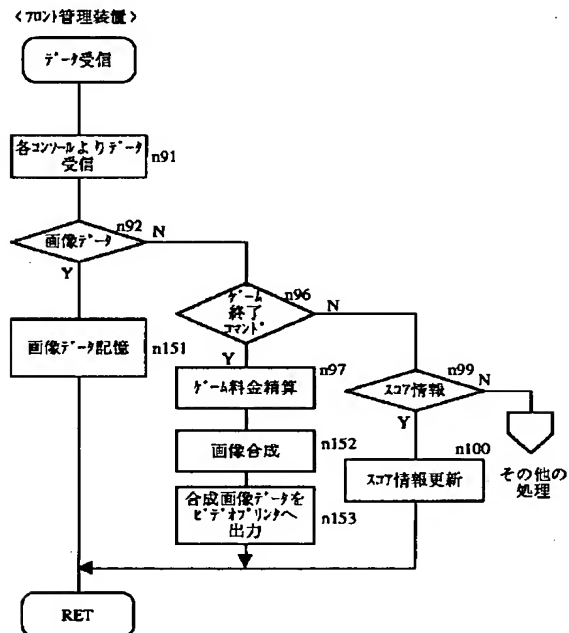 〈フロント管理装置〉
データ受信
各コンソールよりデータ
受信
n91
n92
画像データ
N
Y
画像データ記憶
n151
ゲーム
終了
コマンド
n96
N
Y
n97
ゲーム料金精算
画像合成
n152
合成画像データを
ビデオプリンタへ
出力
n153
n99
スコア情報
N
Y
n100
スコア情報更新
その他の
処理
RET